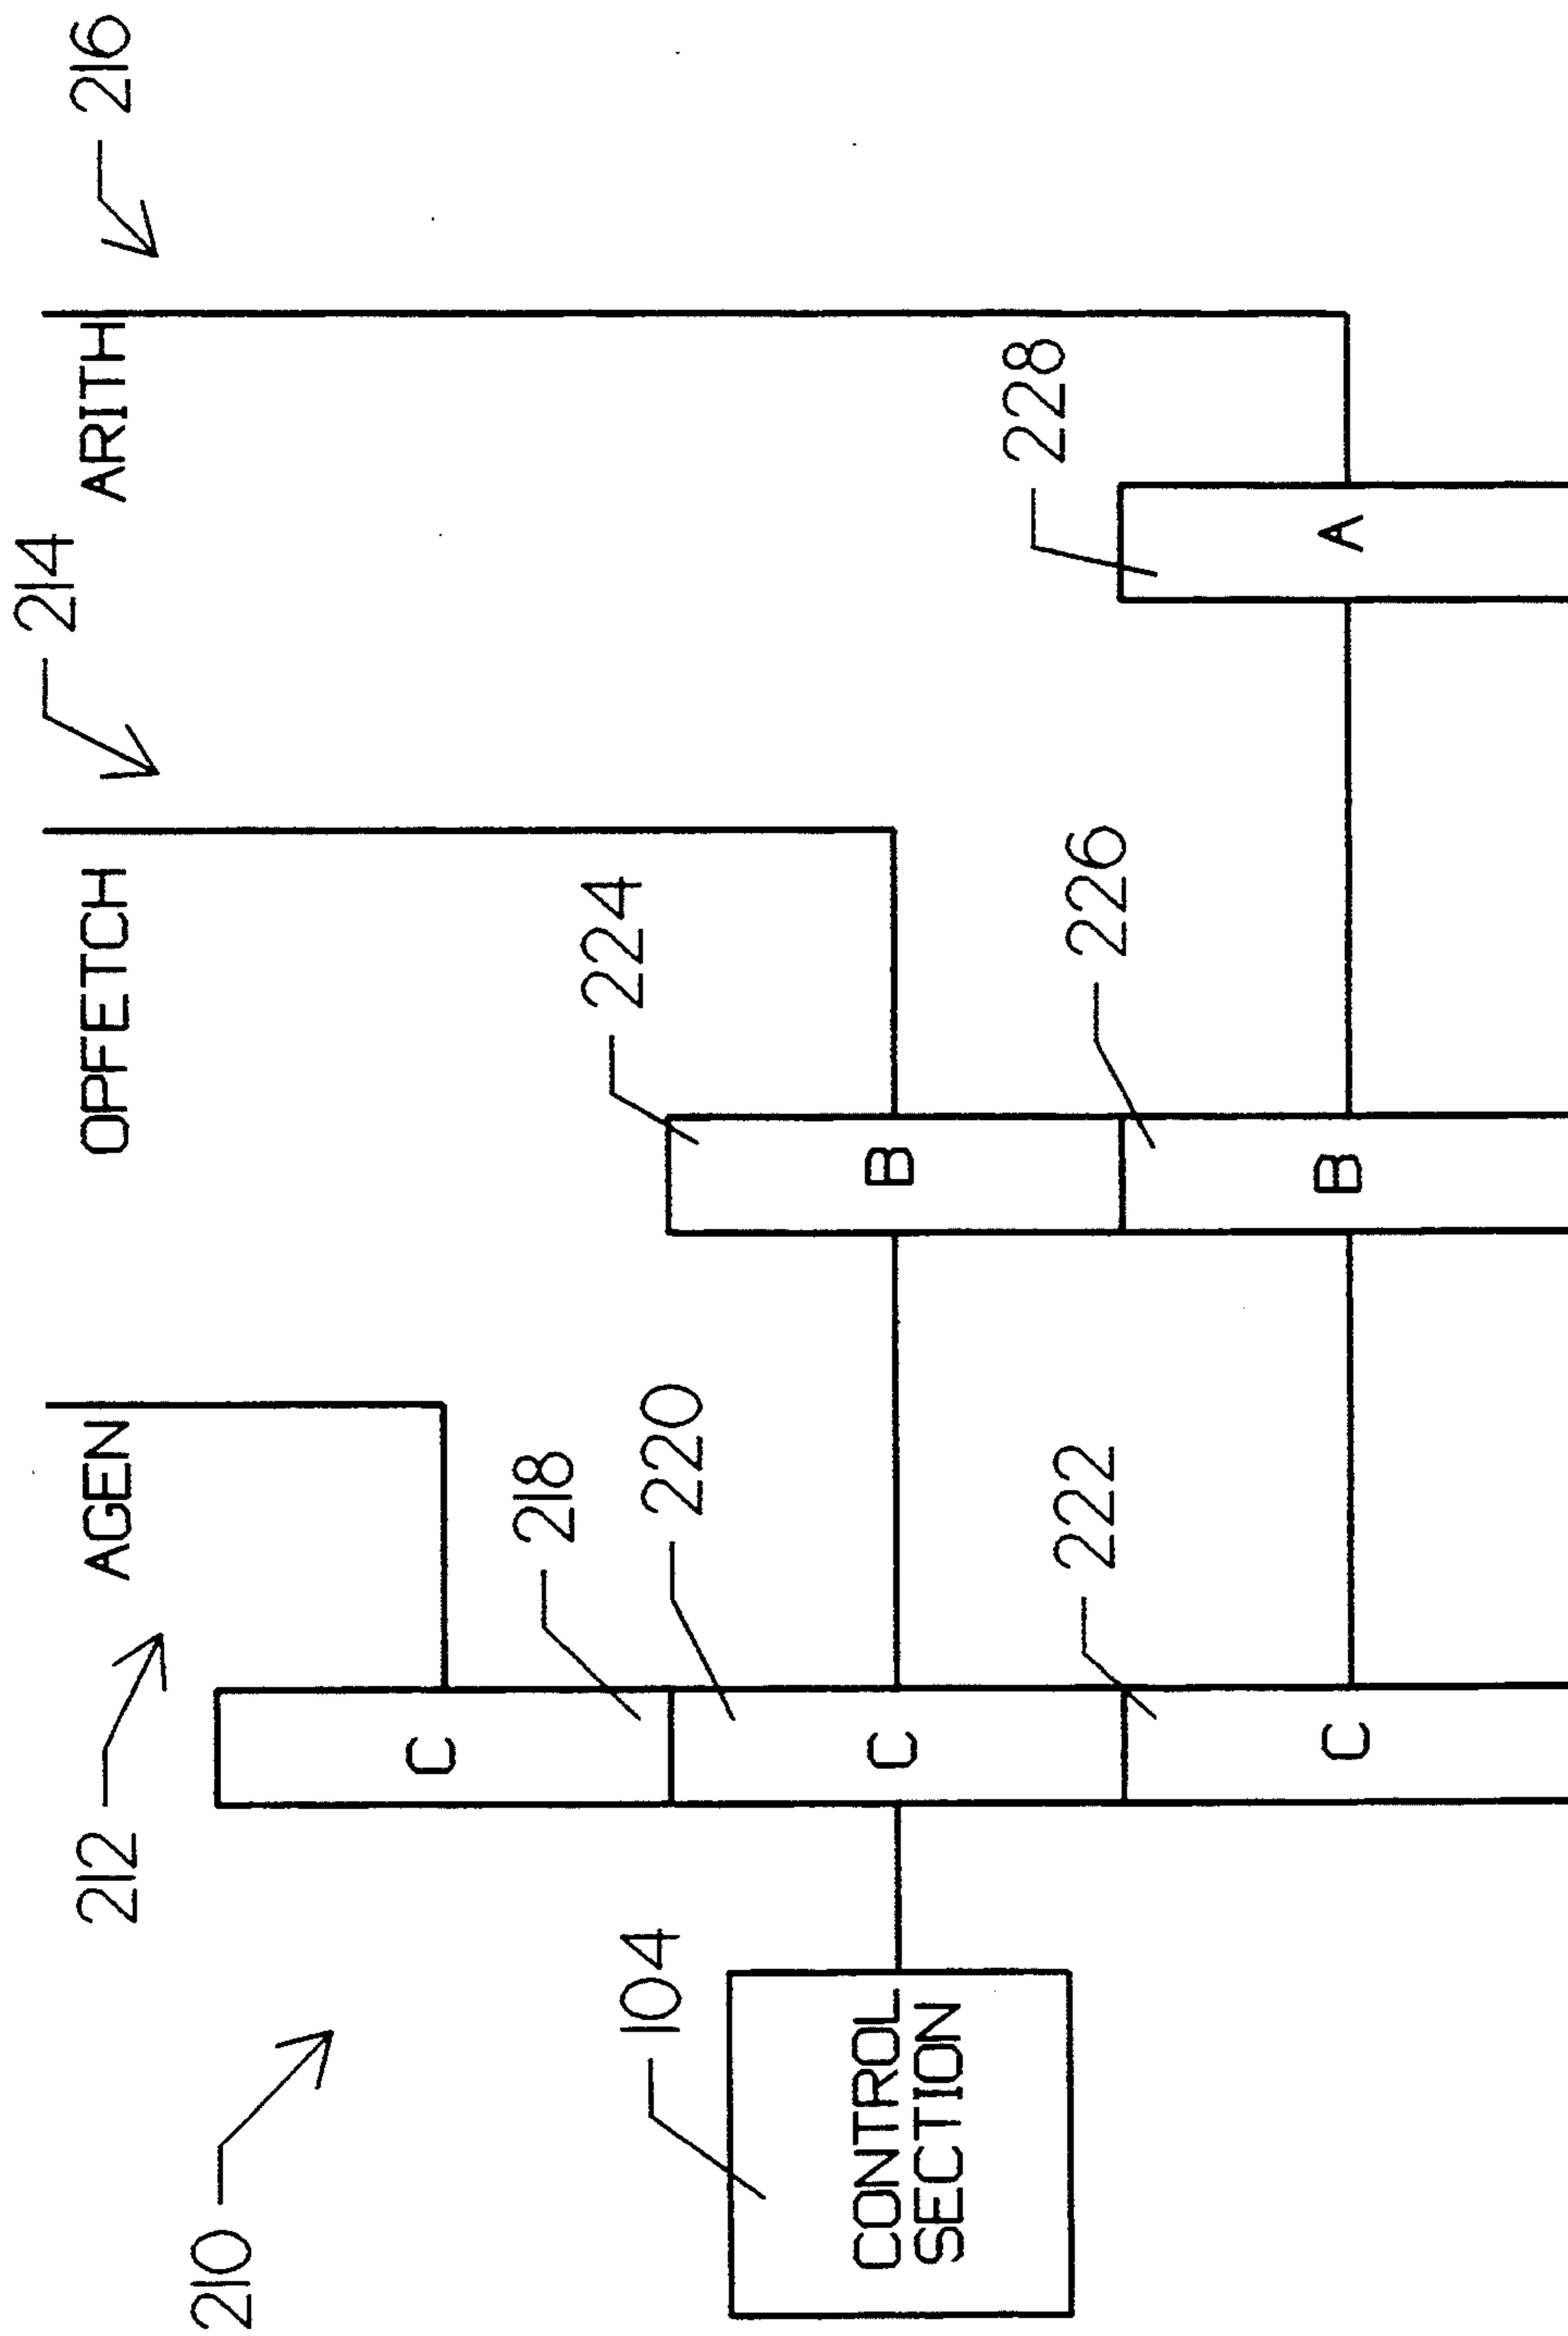 210
212
AGEN
OPFETCH
214
ARITH
216
C
218
220
C
222
C
104
CONTROL
SECTION
224
B
226
B
228
A